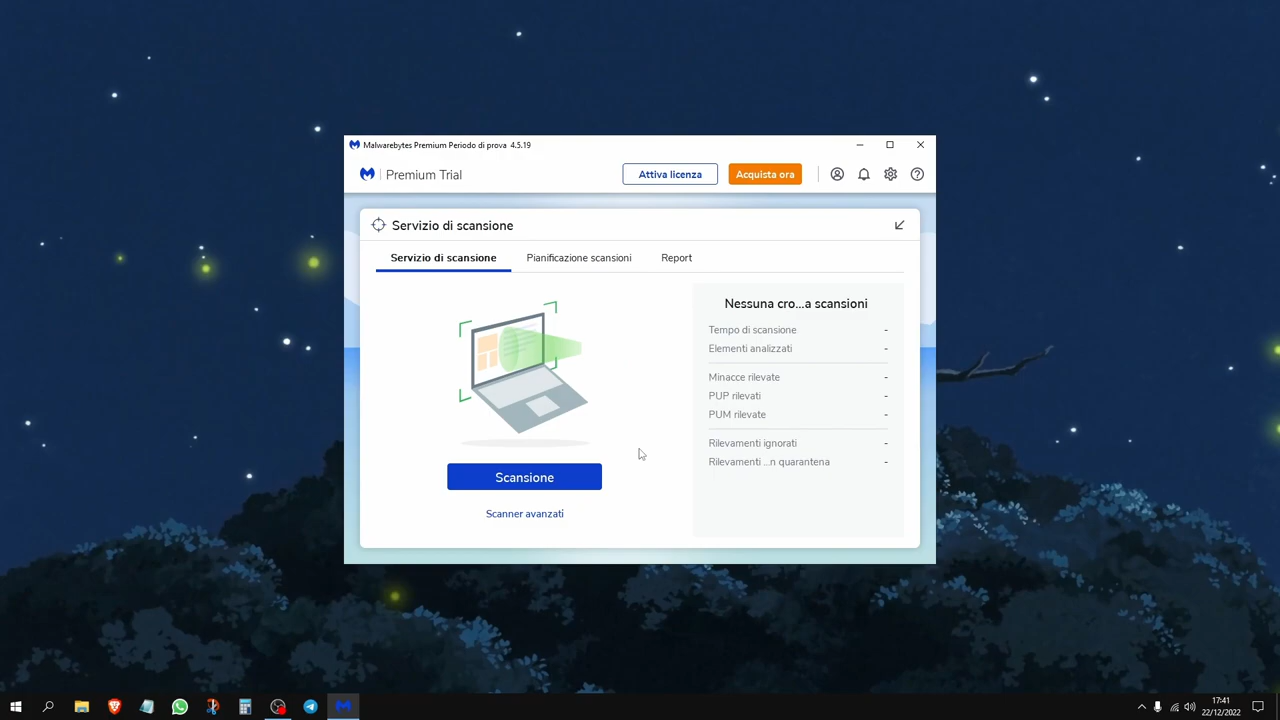 Malwarebytes Premium Periodo di prova 4.5.19
Premium Trial
Attiva licenza
Acquista ora
Servizio di scansione
Servizio di scansione
Pianificazione scansioni
Report
Nessuna cro...a scansioni
Tempo di scansione -
Elementi analizzati -
Minacce rilevate -
PUP rilevati -
PUM rilevate -
Rilevamenti ignorati -
Rilevamenti ...n quarantena -
Scansione
Scanner avanzati
17:41
22/12/2022